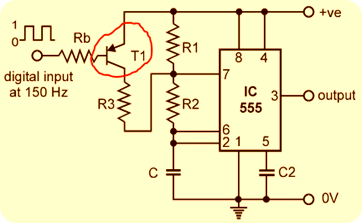 1
0
Rb
T1
R1
+ve
digital input
at 150 Hz
R3
R2
8
4
7
IC
555
3
output
6
2
1
5
C
C2
0V